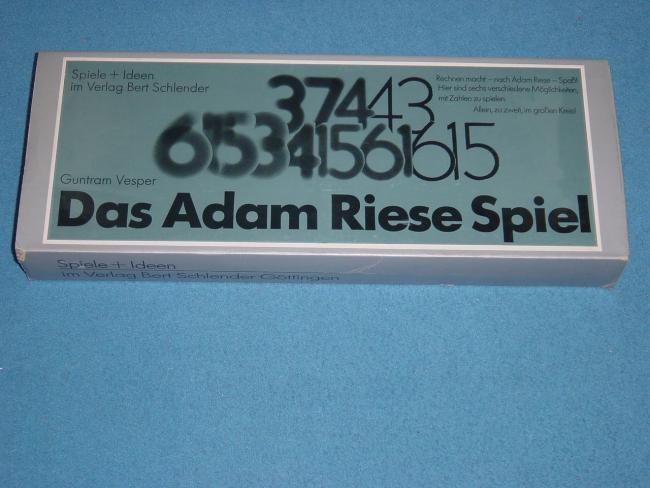 Spiele + Ideen
im Verlag Bert Schlender
Rechnen macht – nach Adam Riese – Spaß!
Hier sind sechs verschiedene Möglichkeiten,
mit Zahlen zu spielen.
Allein, zu zweit, im großen Kreis!
37443
615341561615
Guntram Vesper
Das Adam Riese Spiel
Spiele + Ideen
im Verlag Bert Schlender Göttingen